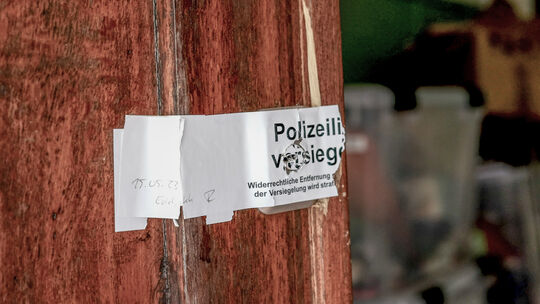 Polizeili
versiege
Widerrechtliche Entfernung
der Versiegelung wird straf
15.05.23